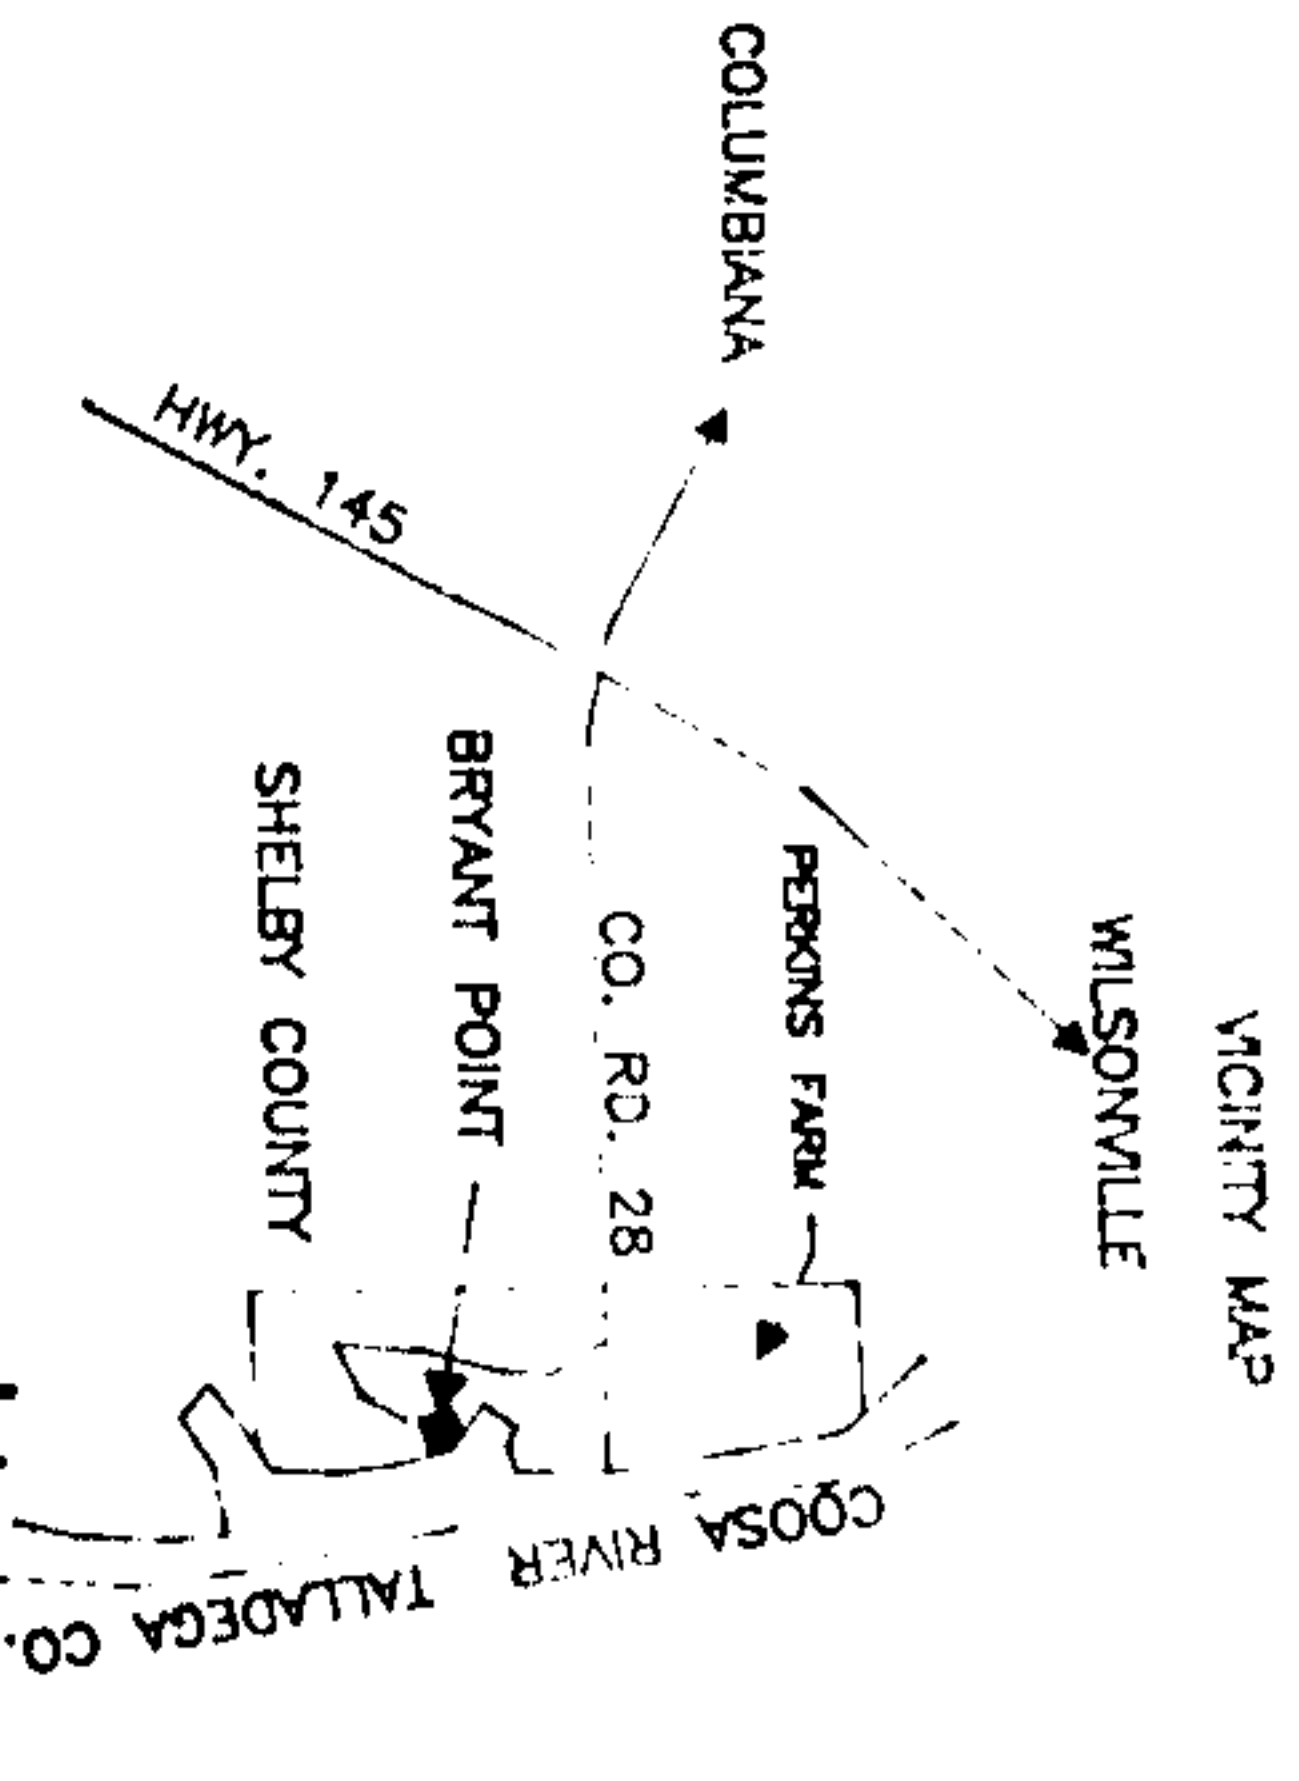 VICINITY MAP
WILSONVILLE
COLUMBIANA
PERKINS FARM
CO. RD. 28
HWY. 145
BRYANT POINT
SHELBY COUNTY
COOSA RIVER
TALLADEGA CO.